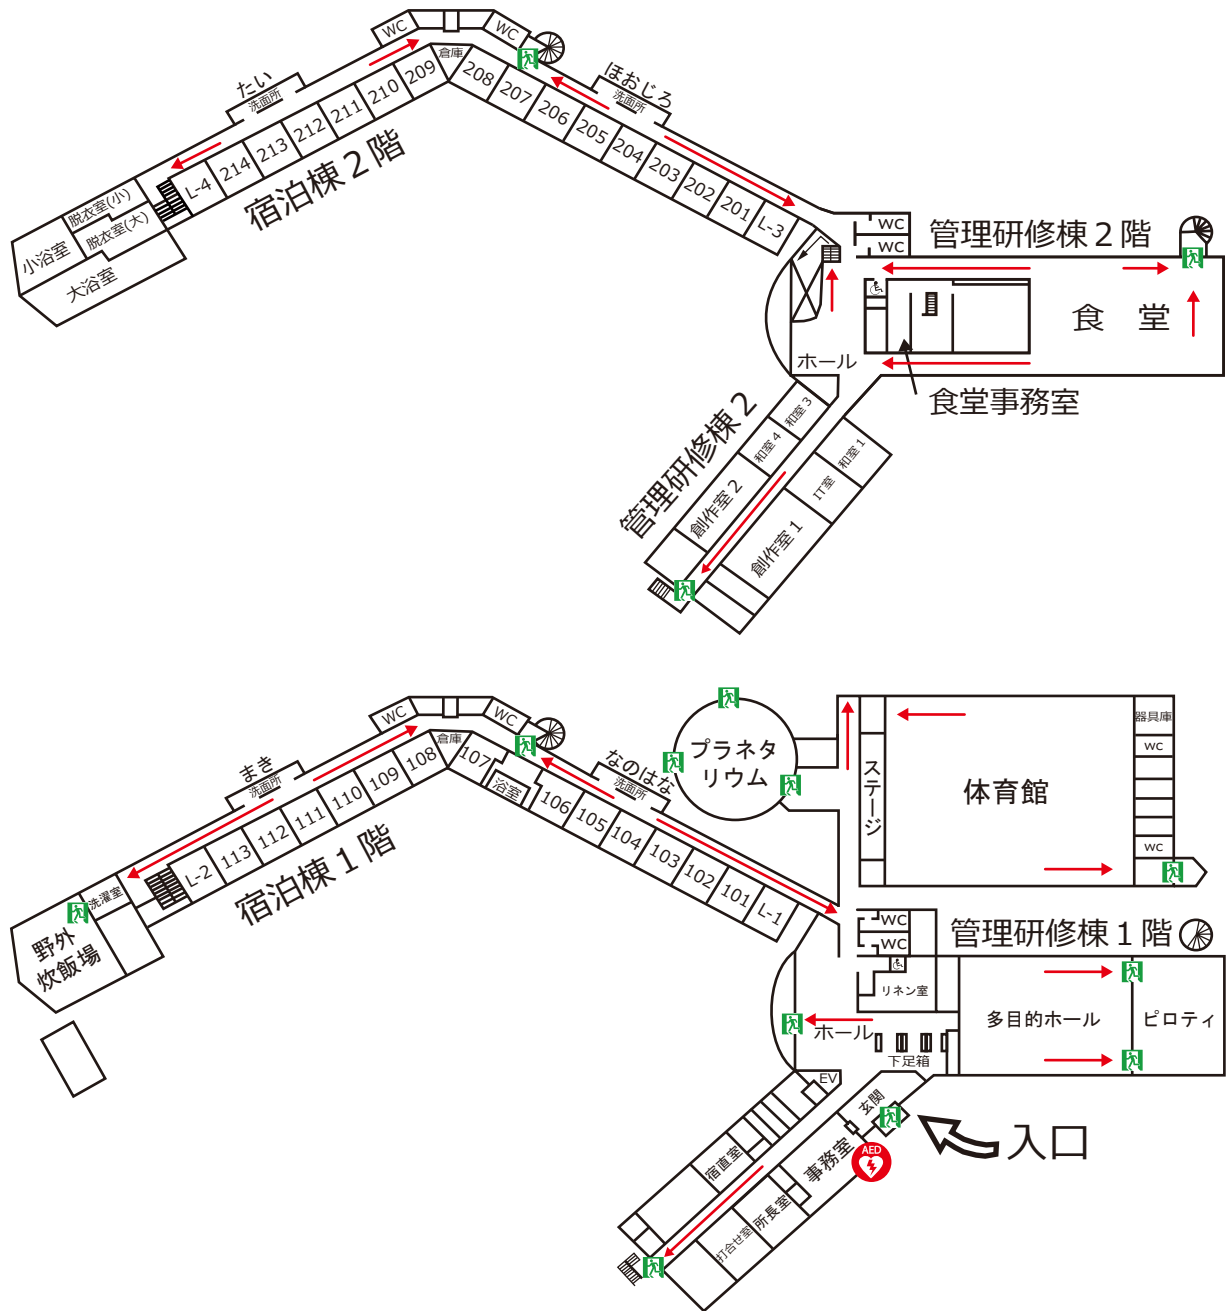 WC
WC
倉庫
たい
洗面所
ほおじろ
洗面所
209
210
211
212
213
214
L-4
208
207
206
205
204
203
202
201
L-3
宿泊棟2階
脱衣室(小)
脱衣室(大)
小浴室
大浴室
WC
WC
管理研修棟2階
食 堂
ホール
食堂事務室
管理研修棟2
和室3
和室4
創作室2
和室1
IT室
創作室1
WC
WC
倉庫
まき
洗面所
なのはな
洗面所
108
109
110
111
112
113
L-2
107
浴室
106
105
104
103
102
101
L-1
宿泊棟1階
洗濯室
野外
炊飯場
プラネタ
リウム
ステージ
体育館
器具庫
WC
WC
WC
WC
管理研修棟1階
リネン室
多目的ホール
ピロティ
ホール
下足箱
EV
玄関
入口
AED
事務室
宿直室
所長室
打合せ室